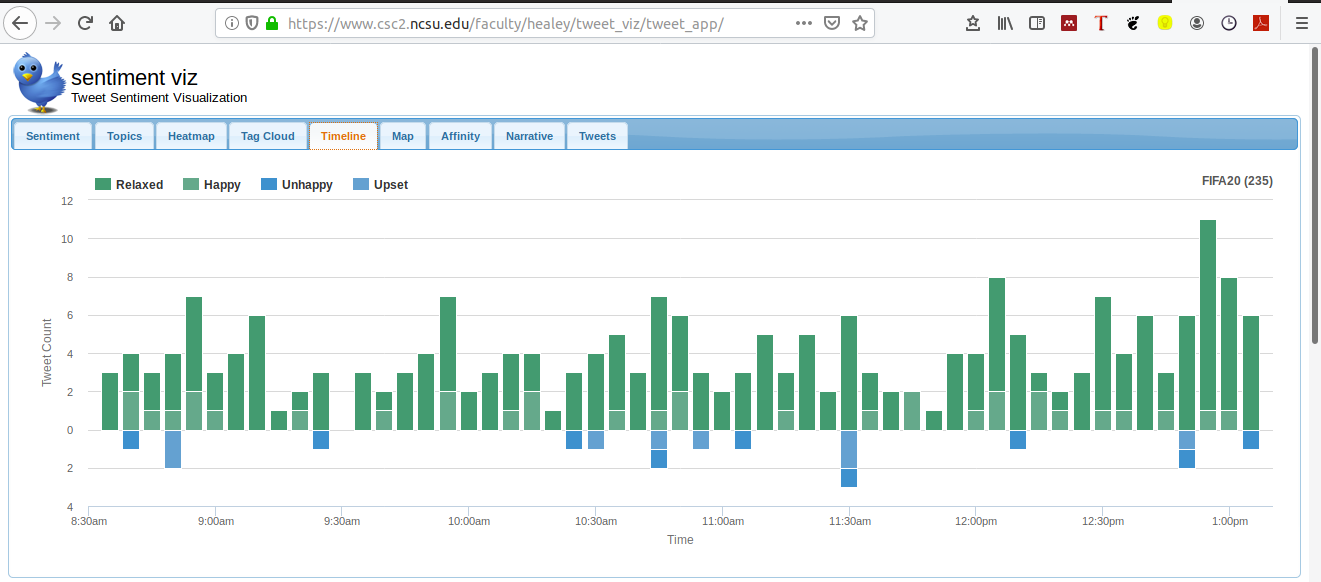 https://www.csc2.ncsu.edu/faculty/healey/tweet_viz/tweet_app/
sentiment viz
Tweet Sentiment Visualization
Sentiment Topics Heatmap Tag Cloud Timeline Map Affinity Narrative Tweets
Relaxed Happy Unhappy Upset FIFA20 (235)
12
10
8
6
4
2
0
2
4
Tweet Count
8:30am 9:00am 9:30am 10:00am 10:30am 11:00am 11:30am 12:00pm 12:30pm 1:00pm
Time